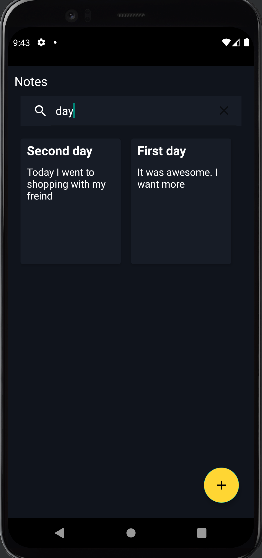 9:43
Notes
day
Second day
Today I went to
shopping with my
freind
First day
It was awesome. I
want more
+